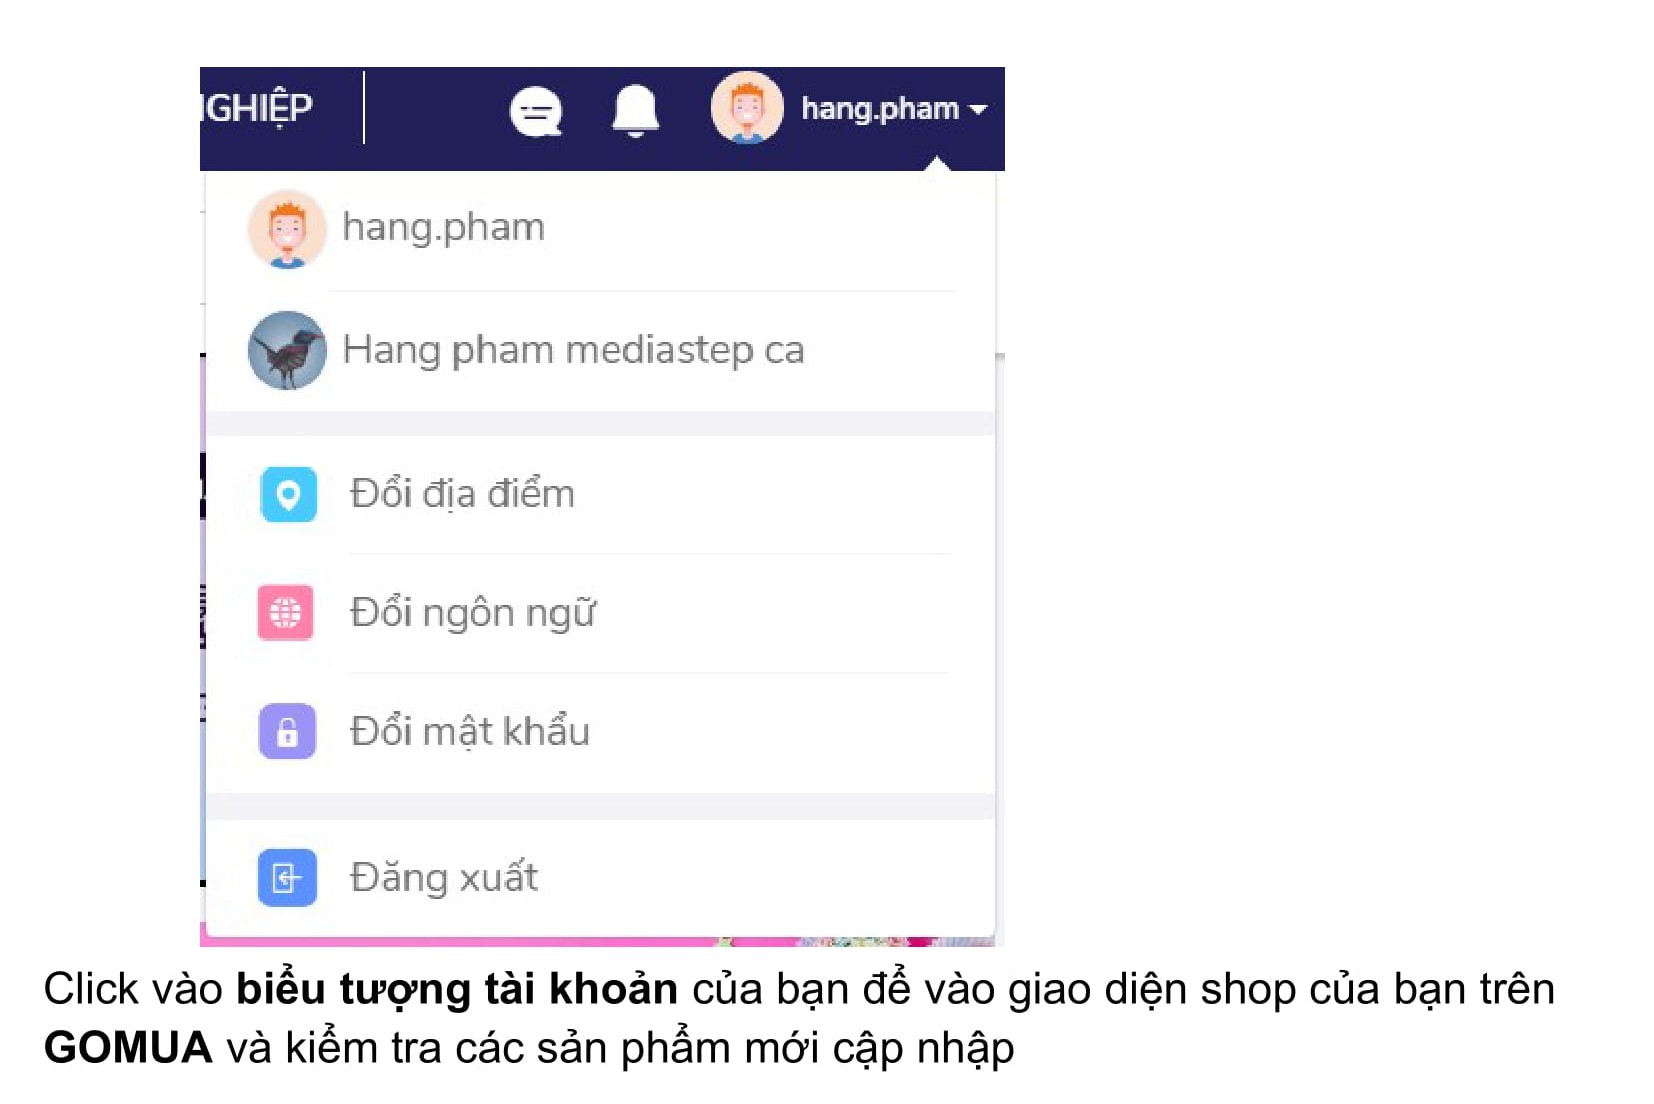 NGHIỆP
hang.pham
hang.pham
Hang pham mediastep ca
Đổi địa điểm
Đổi ngôn ngữ
Đổi mật khẩu
Đăng xuất
Click vào biểu tượng tài khoản của bạn để vào giao diện shop của bạn trên
GOMUA và kiểm tra các sản phẩm mới cập nhập